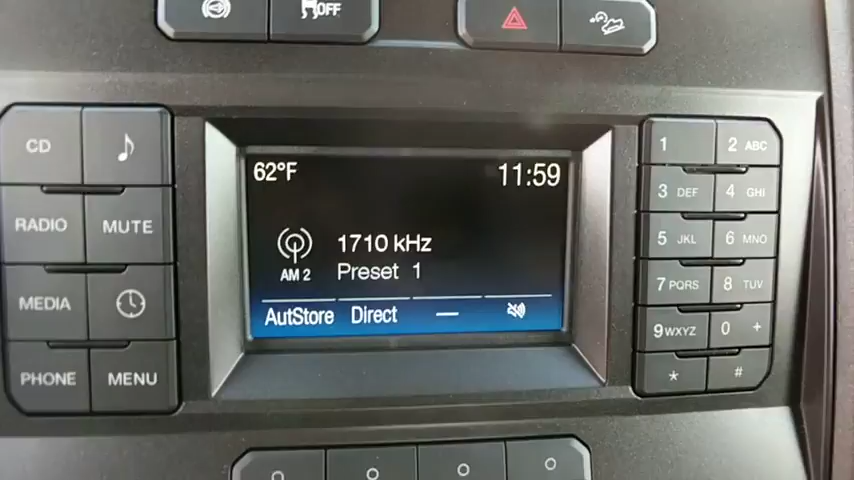 OFF
CD
RADIO
MUTE
MEDIA
PHONE
MENU
62°F
11:59
1710 kHz
AM 2
Preset 1
AutStore Direct —
1
2 ABC
3 DEF
4 GHI
5 JKL
6 MNO
7 PQRS
8 TUV
9 WXYZ
0 +
*
#